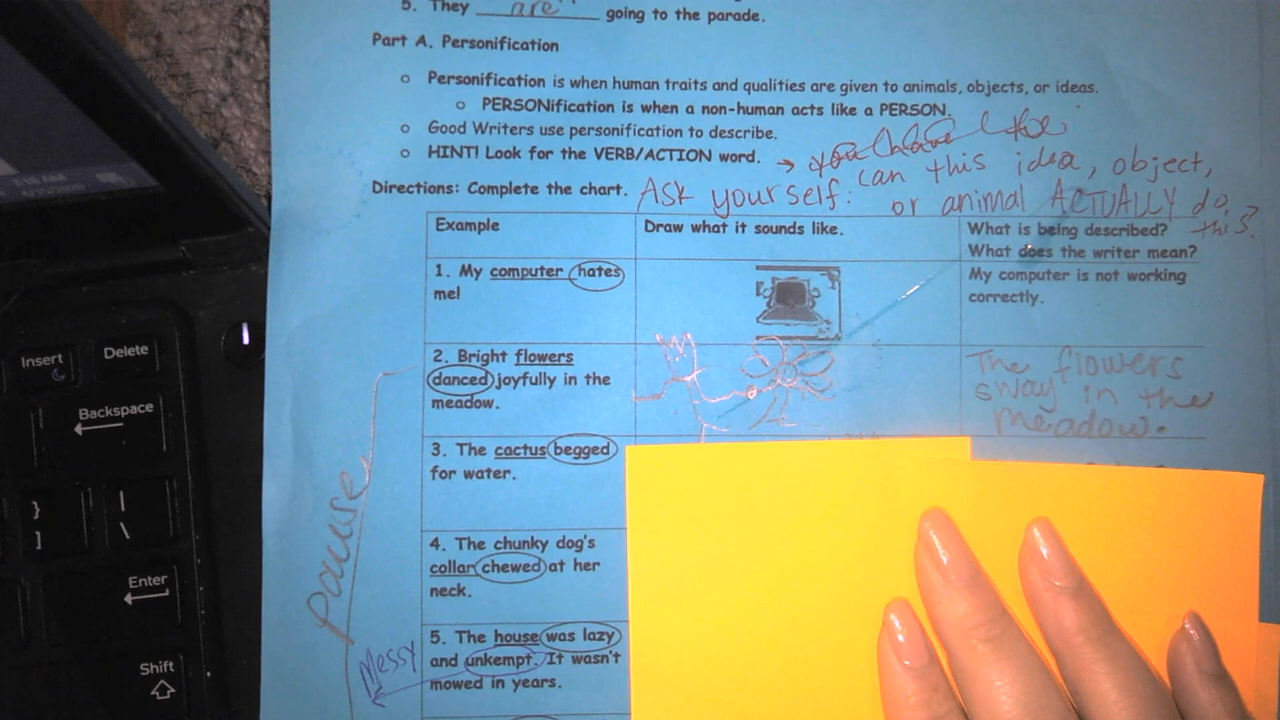 5. They are going to the parade.
Part A. Personification
o Personification is when human traits and qualities are given to animals, objects, or ideas.
o PERSONification is when a non-human acts like a PERSON.
o Good Writers use personification to describe.
o HINT! Look for the VERB/ACTION word. →
Directions: Complete the chart. Ask yourself: can this idea, object,
or animal ACTUALLY do
this?
Example
Draw what it sounds like.
What is being described?
What does the writer mean?
1. My computer hates
me!
My computer is not working
correctly.
2. Bright flowers
danced joyfully in the
meadow.
The flowers
sway in the
meadow.
3. The cactus begged
for water.
4. The chunky dog's
collar chewed at her
neck.
5. The house was lazy
and unkempt. It wasn't
mowed in years.
pause
Messy
Insert
Delete
Backspace
}
]
|
\
Enter
Shift